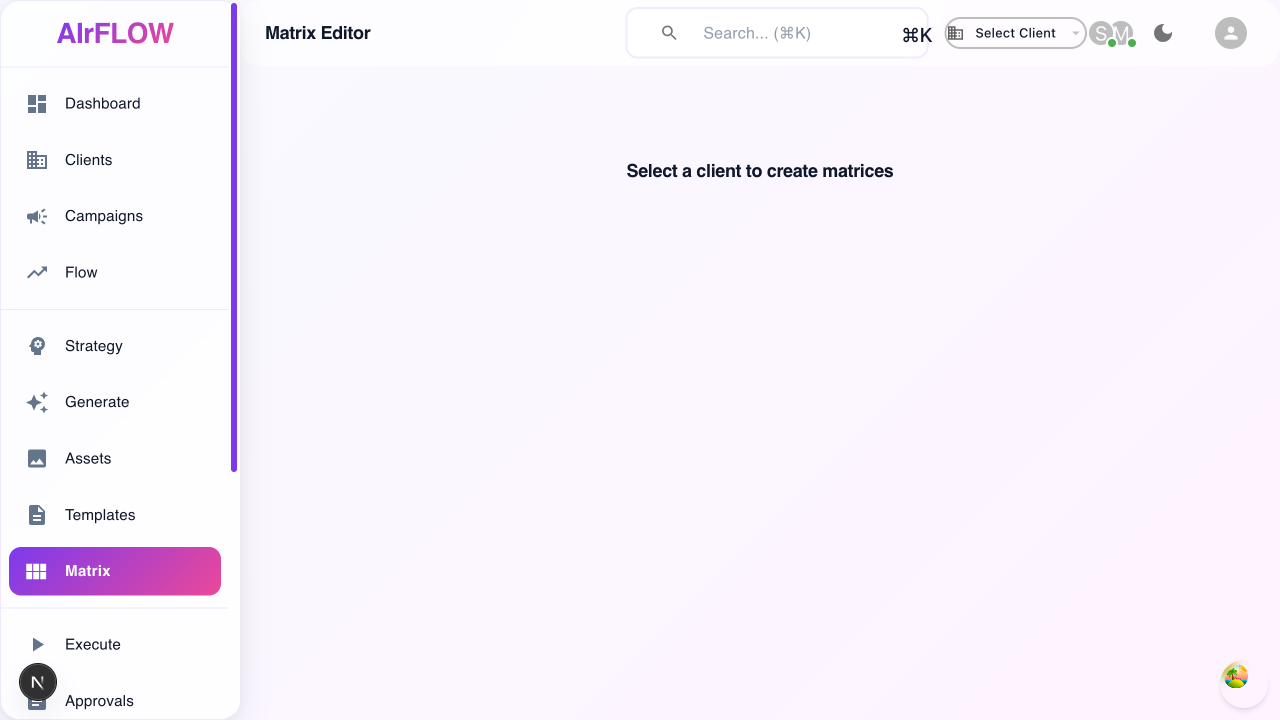 AIrFLOW
Matrix Editor
Search... (⌘K)
⌘K
Select Client
S
M
Dashboard
Clients
Campaigns
Flow
Strategy
Generate
Assets
Templates
Matrix
Execute
Approvals
N
Select a client to create matrices